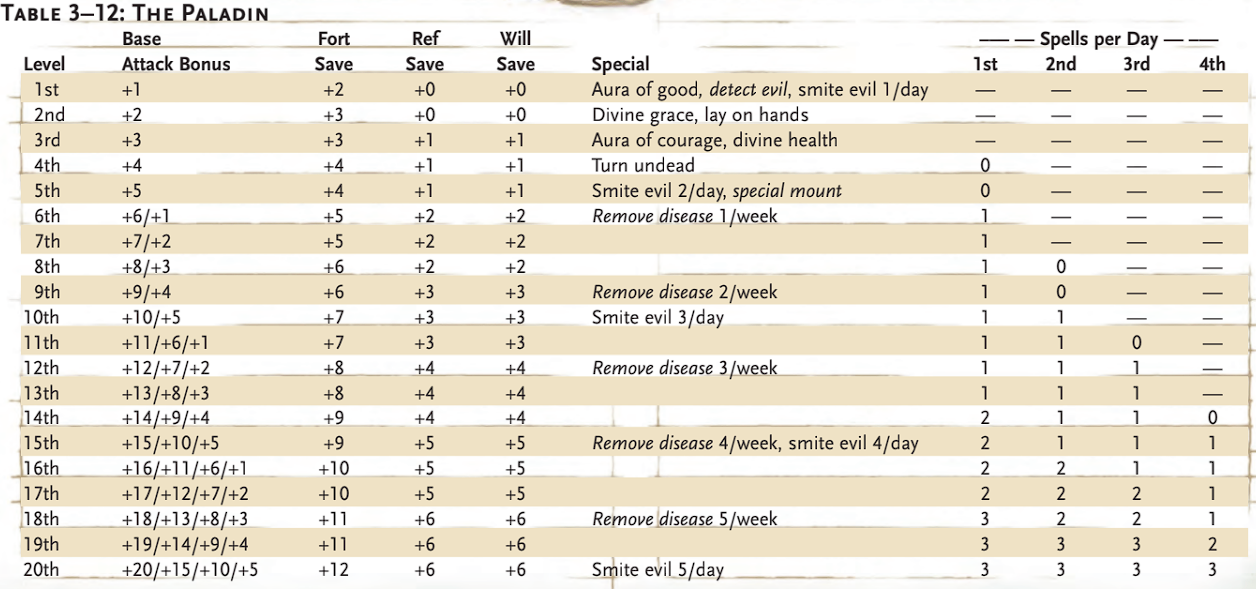 TABLE 3–12: THE PALADIN
Base Fort Ref Will —— — Spells per Day — ——
Level Attack Bonus Save Save Save Special 1st 2nd 3rd 4th
1st +1 +2 +0 +0 Aura of good, detect evil, smite evil 1/day — — — —
2nd +2 +3 +0 +0 Divine grace, lay on hands — — — —
3rd +3 +3 +1 +1 Aura of courage, divine health — — — —
4th +4 +4 +1 +1 Turn undead 0 — — —
5th +5 +4 +1 +1 Smite evil 2/day, special mount 0 — — —
6th +6/+1 +5 +2 +2 Remove disease 1/week 1 — — —
7th +7/+2 +5 +2 +2 1 — — —
8th +8/+3 +6 +2 +2 1 0 — —
9th +9/+4 +6 +3 +3 Remove disease 2/week 1 0 — —
10th +10/+5 +7 +3 +3 Smite evil 3/day 1 1 — —
11th +11/+6/+1 +7 +3 +3 1 1 0 —
12th +12/+7/+2 +8 +4 +4 Remove disease 3/week 1 1 1 —
13th +13/+8/+3 +8 +4 +4 1 1 1 —
14th +14/+9/+4 +9 +4 +4 2 1 1 0
15th +15/+10/+5 +9 +5 +5 Remove disease 4/week, smite evil 4/day 2 1 1 1
16th +16/+11/+6/+1 +10 +5 +5 2 2 1 1
17th +17/+12/+7/+2 +10 +5 +5 2 2 2 1
18th +18/+13/+8/+3 +11 +6 +6 Remove disease 5/week 3 2 2 1
19th +19/+14/+9/+4 +11 +6 +6 3 3 3 2
20th +20/+15/+10/+5 +12 +6 +6 Smite evil 5/day 3 3 3 3